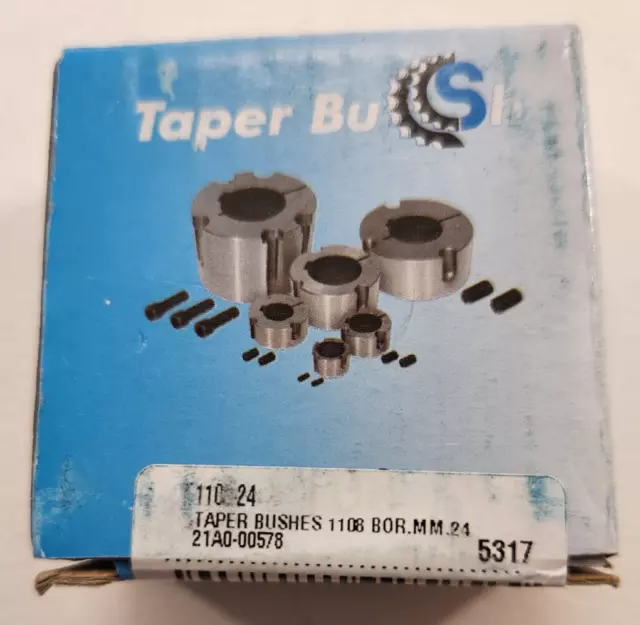 Taper Bu S
110 24
TAPER BUSHES 1108 BOR.MM.24
21A0-00578
5317